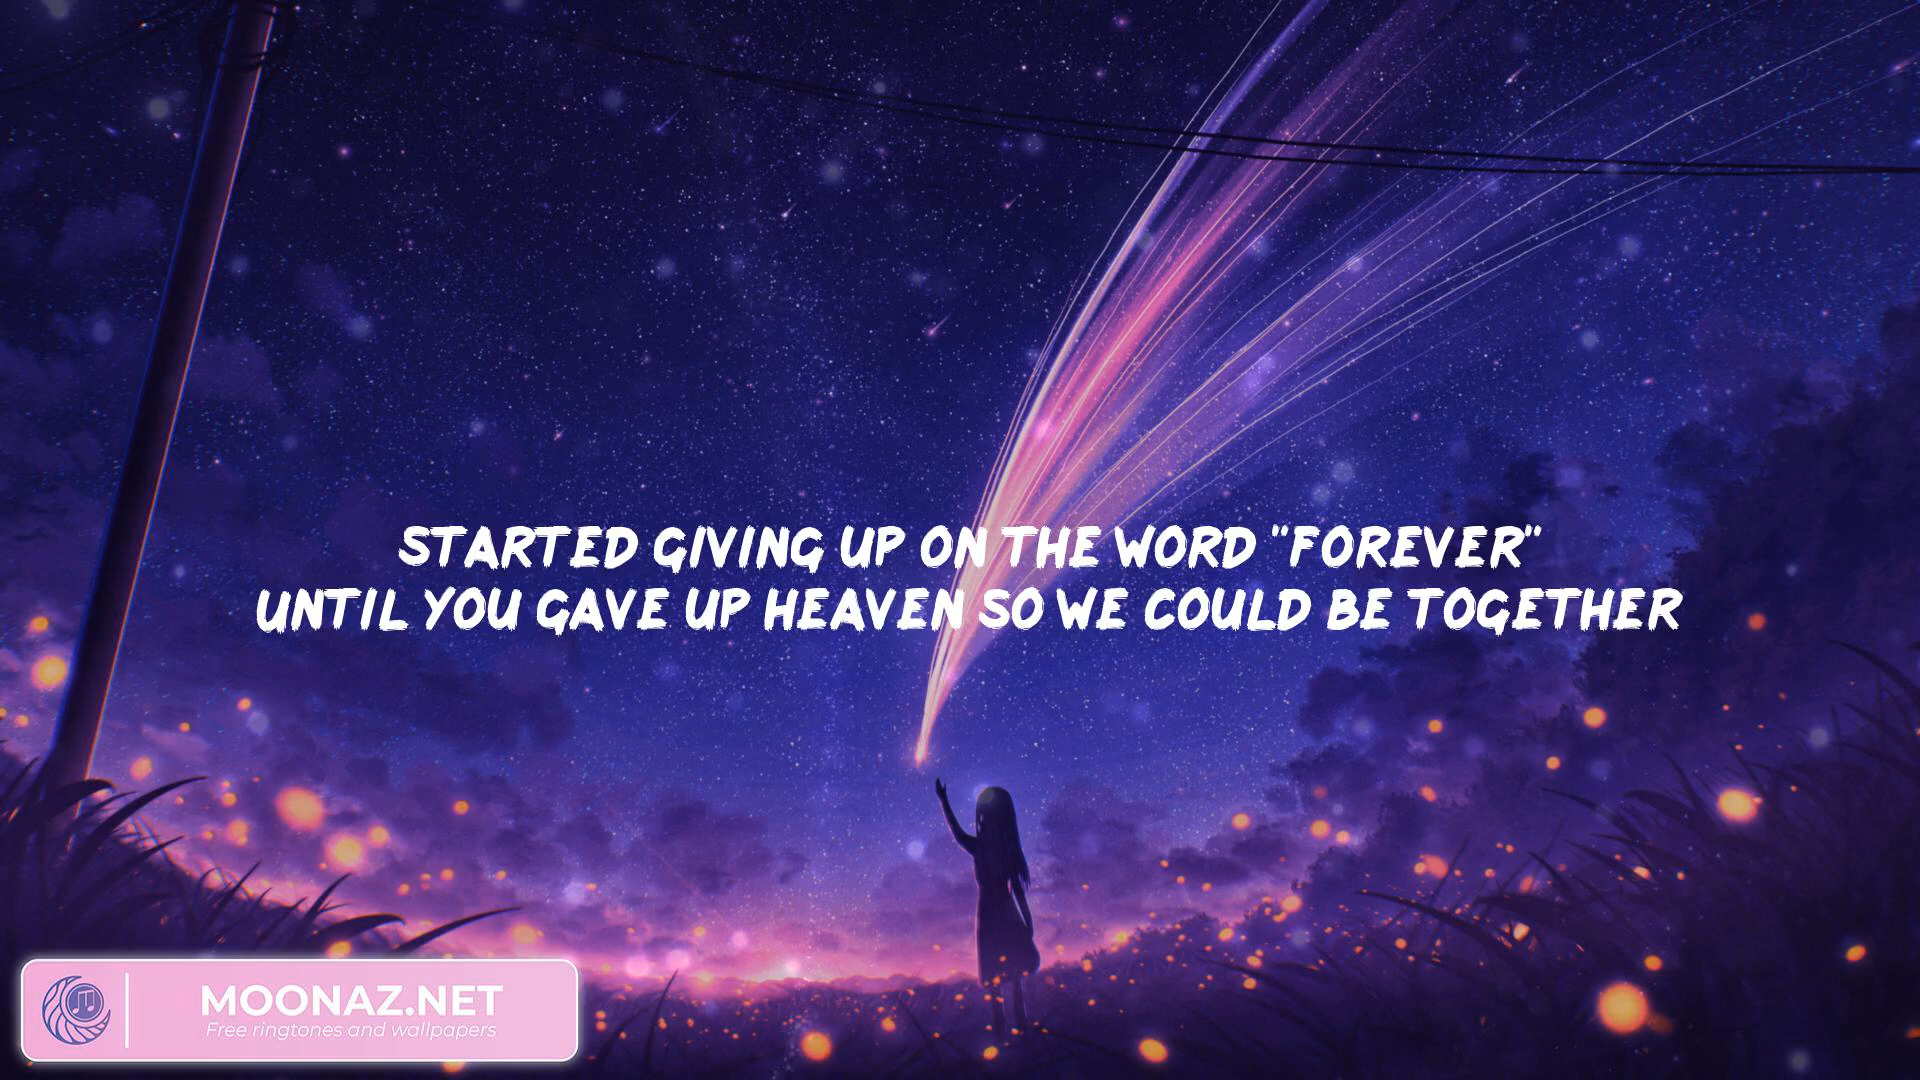 STARTED GIVING UP ON THE WORD "FOREVER"
UNTIL YOU GAVE UP HEAVEN SO WE COULD BE TOGETHER
MOONAZ.NET
Free ringtones and wallpapers